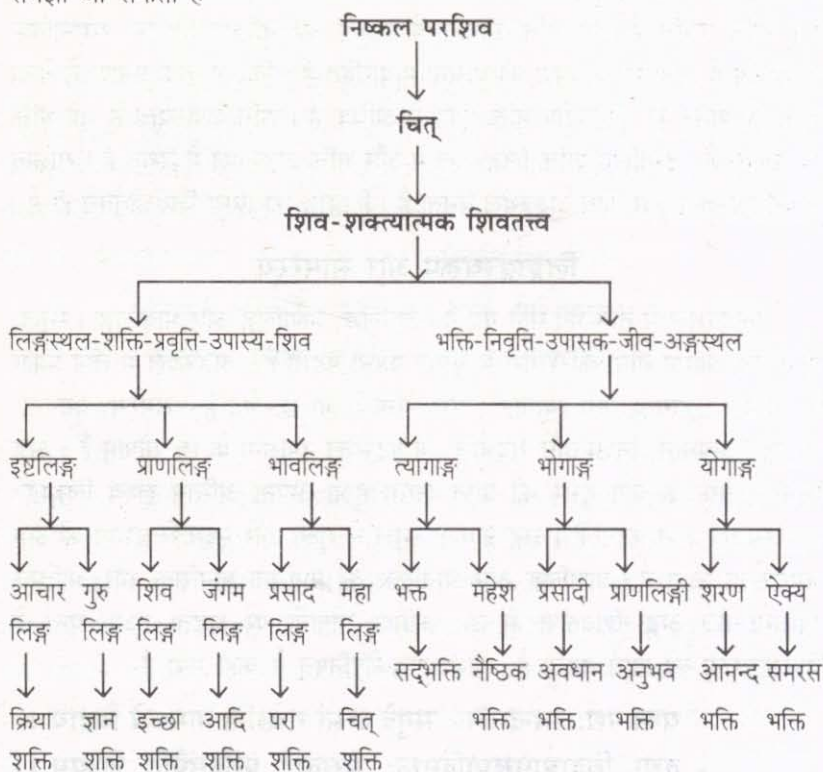 निष्कल परशिव
चित्
शिव-शक्त्यात्मक शिवतत्त्व
लिङ्गस्थल-शक्ति-प्रवृत्ति-उपास्य-शिव भक्ति-निवृत्ति-उपासक-जीव-अङ्गस्थल
इष्टलिङ्ग प्राणलिङ्ग भावलिङ्ग त्यागाङ्ग भोगाङ्ग योगाङ्ग
आचार गुरु शिव जंगम प्रसाद महा भक्त महेश प्रसादी प्राणलिङ्गी शरण ऐक्य
लिङ्ग लिङ्ग लिङ्ग लिङ्ग लिङ्ग लिङ्ग
सद्भक्ति नैष्ठिक अवधान अनुभव आनन्द समरस
क्रिया ज्ञान इच्छा आदि परा चित् भक्ति भक्ति भक्ति भक्ति भक्ति
शक्ति शक्ति शक्ति शक्ति शक्ति शक्ति